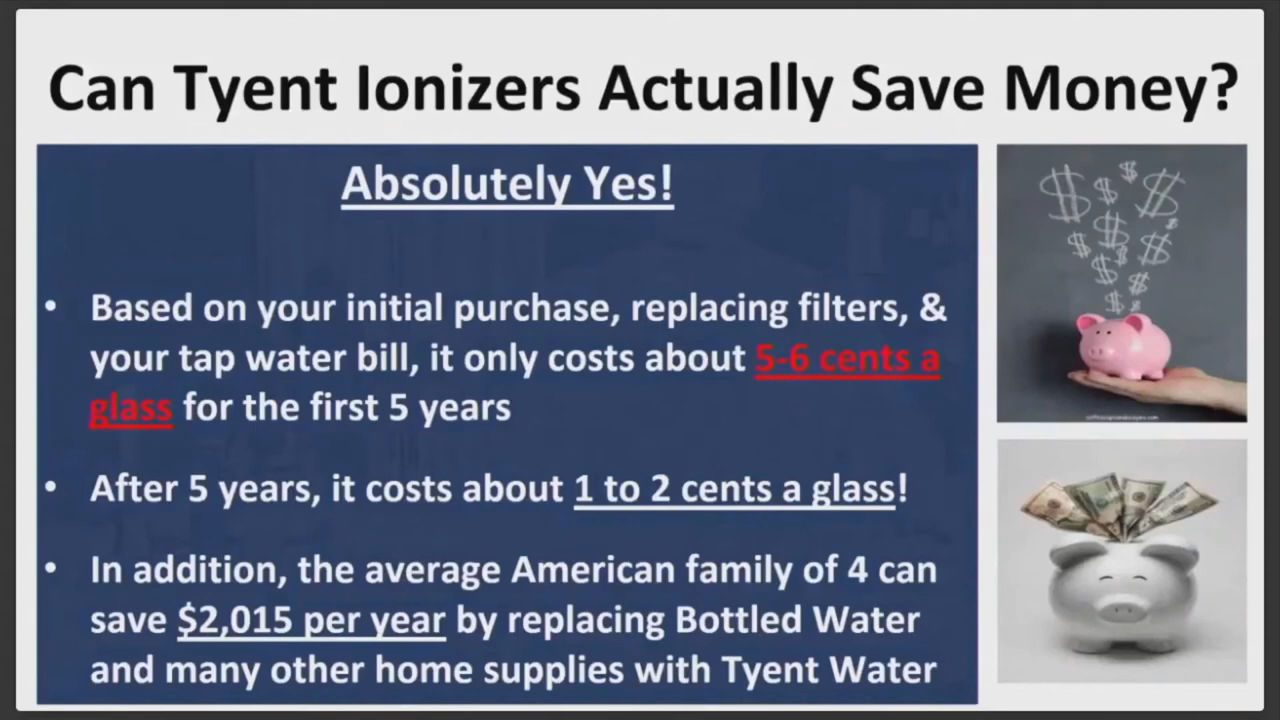 Can Tyent Ionizers Actually Save Money?
Absolutely Yes!
• Based on your initial purchase, replacing filters, &
your tap water bill, it only costs about 5-6 cents a
glass for the first 5 years
• After 5 years, it costs about 1 to 2 cents a glass!
• In addition, the average American family of 4 can
save $2,015 per year by replacing Bottled Water
and many other home supplies with Tyent Water